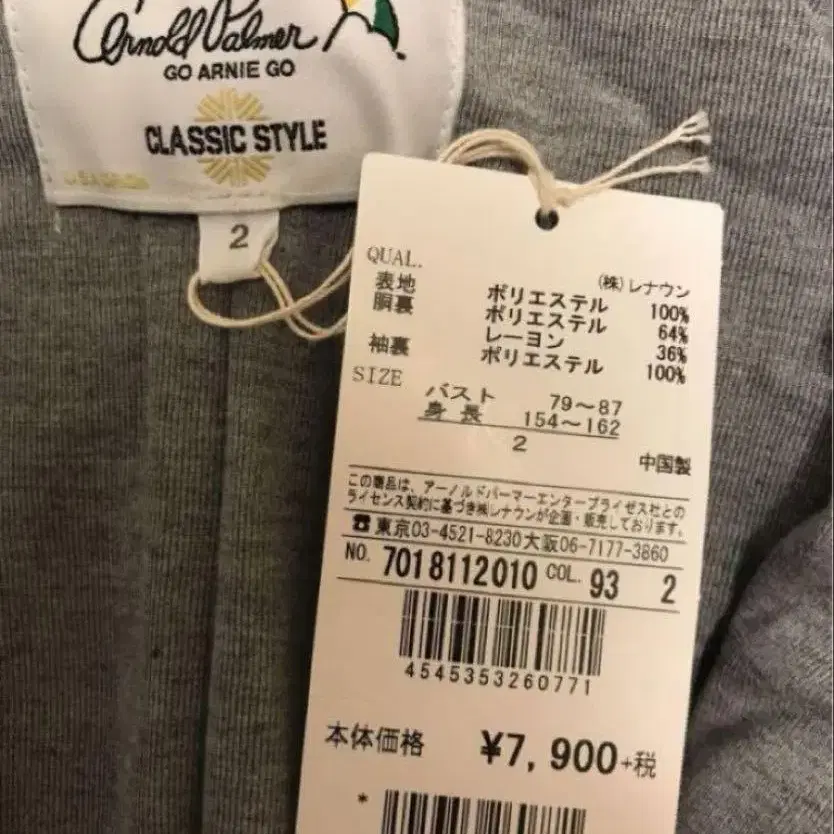 Arnold Palmer
GO ARNIE GO
CLASSIC STYLE
2
QUAL.
(株)レナウン
表地 ポリエステル 100%
胴裏 ポリエステル 64%
レーヨン 36%
袖裏 ポリエステル 100%
SIZE
バスト 79〜87
身長 154〜162
2
中国製
この商品は、アーノルドパーマーエンタープライゼス社との
ライセンス契約に基づき㈱レナウンが企画・販売しております。
☎東京03-4521-8230大阪06-7177-3860
NO. 7018112010 COL. 93 2
4545353260771
本体価格 ¥7,900+税
*